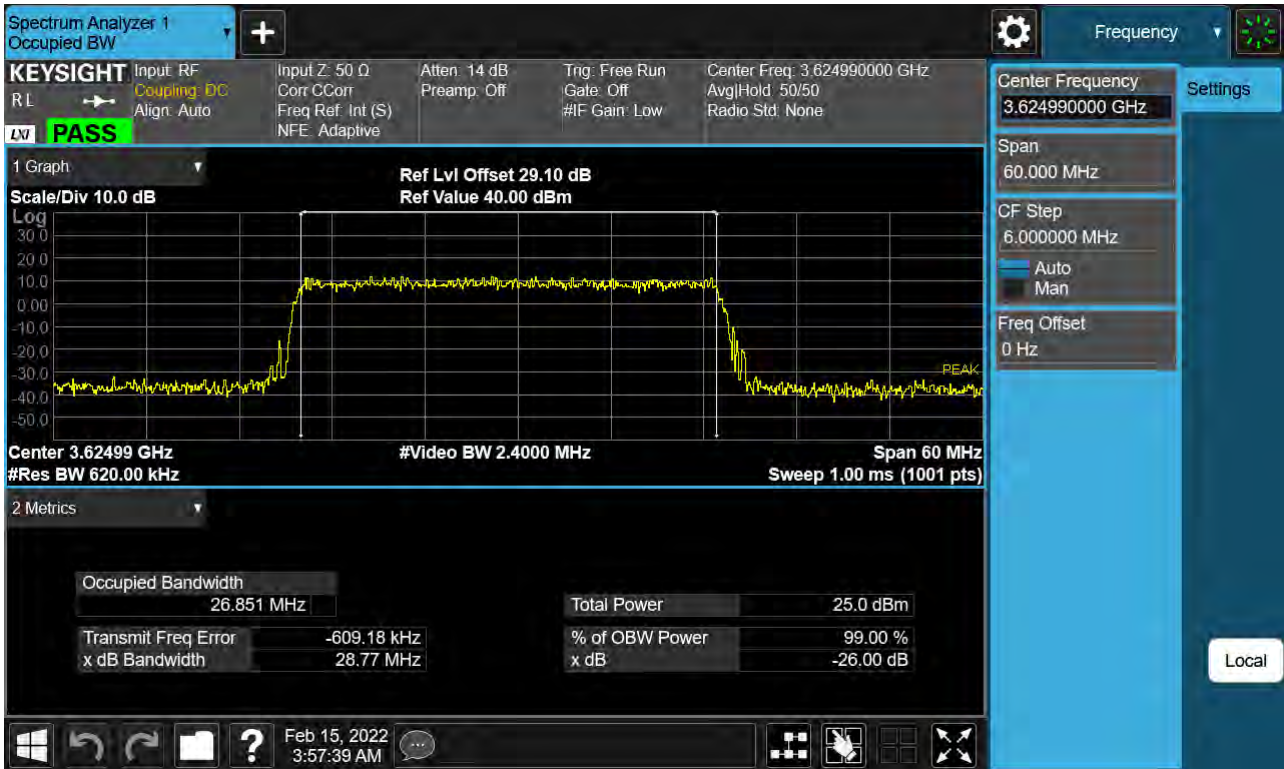 Spectrum Analyzer 1
Occupied BW
+
Frequency
KEYSIGHT
Input: RF
Coupling: DC
Align: Auto
Input Z: 50 Ω
Corr CCorr
Freq Ref: Int (S)
NFE: Adaptive
Atten: 14 dB
Preamp: Off
Trig: Free Run
Gate: Off
#IF Gain: Low
Center Freq: 3.624990000 GHz
Avg|Hold: 50/50
Radio Std: None
R L
LXI
PASS
Center Frequency
3.624990000 GHz
Settings
Span
60.000 MHz
CF Step
6.000000 MHz
Auto
Man
Freq Offset
0 Hz
Local
1 Graph
Scale/Div 10.0 dB
Ref Lvl Offset 29.10 dB
Ref Value 40.00 dBm
Log
30.0
20.0
10.0
0.00
-10.0
-20.0
-30.0
-40.0
-50.0
PEAK
Center 3.62499 GHz
#Video BW 2.4000 MHz
Span 60 MHz
#Res BW 620.00 kHz
Sweep 1.00 ms (1001 pts)
2 Metrics
Occupied Bandwidth
26.851 MHz
Total Power 25.0 dBm
Transmit Freq Error -609.18 kHz
% of OBW Power 99.00 %
x dB Bandwidth 28.77 MHz
x dB -26.00 dB
?
Feb 15, 2022
3:57:39 AM